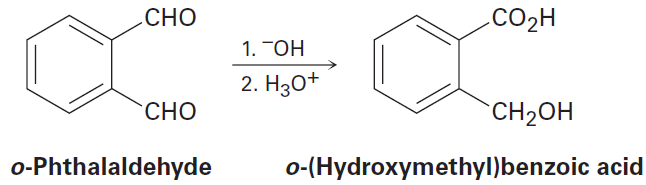 CHO
CHO
1. ⁻OH
2. H₃O⁺
CO₂H
CH₂OH
o-Phthalaldehyde
o-(Hydroxymethyl)benzoic acid